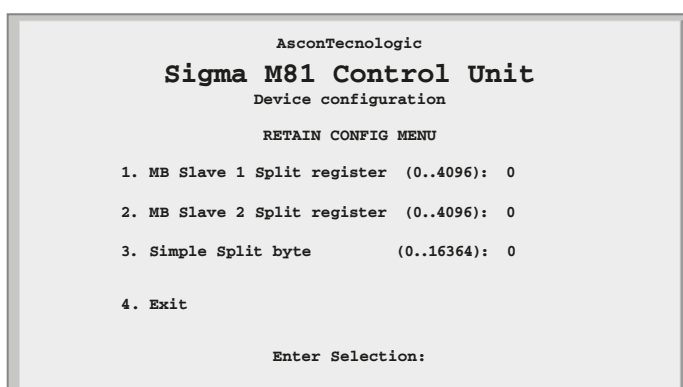 AsconTecnologic
Sigma M81 Control Unit
Device configuration
RETAIN CONFIG MENU
1. MB Slave 1 Split register (0..4096): 0
2. MB Slave 2 Split register (0..4096): 0
3. Simple Split byte (0..16364): 0
4. Exit
Enter Selection: